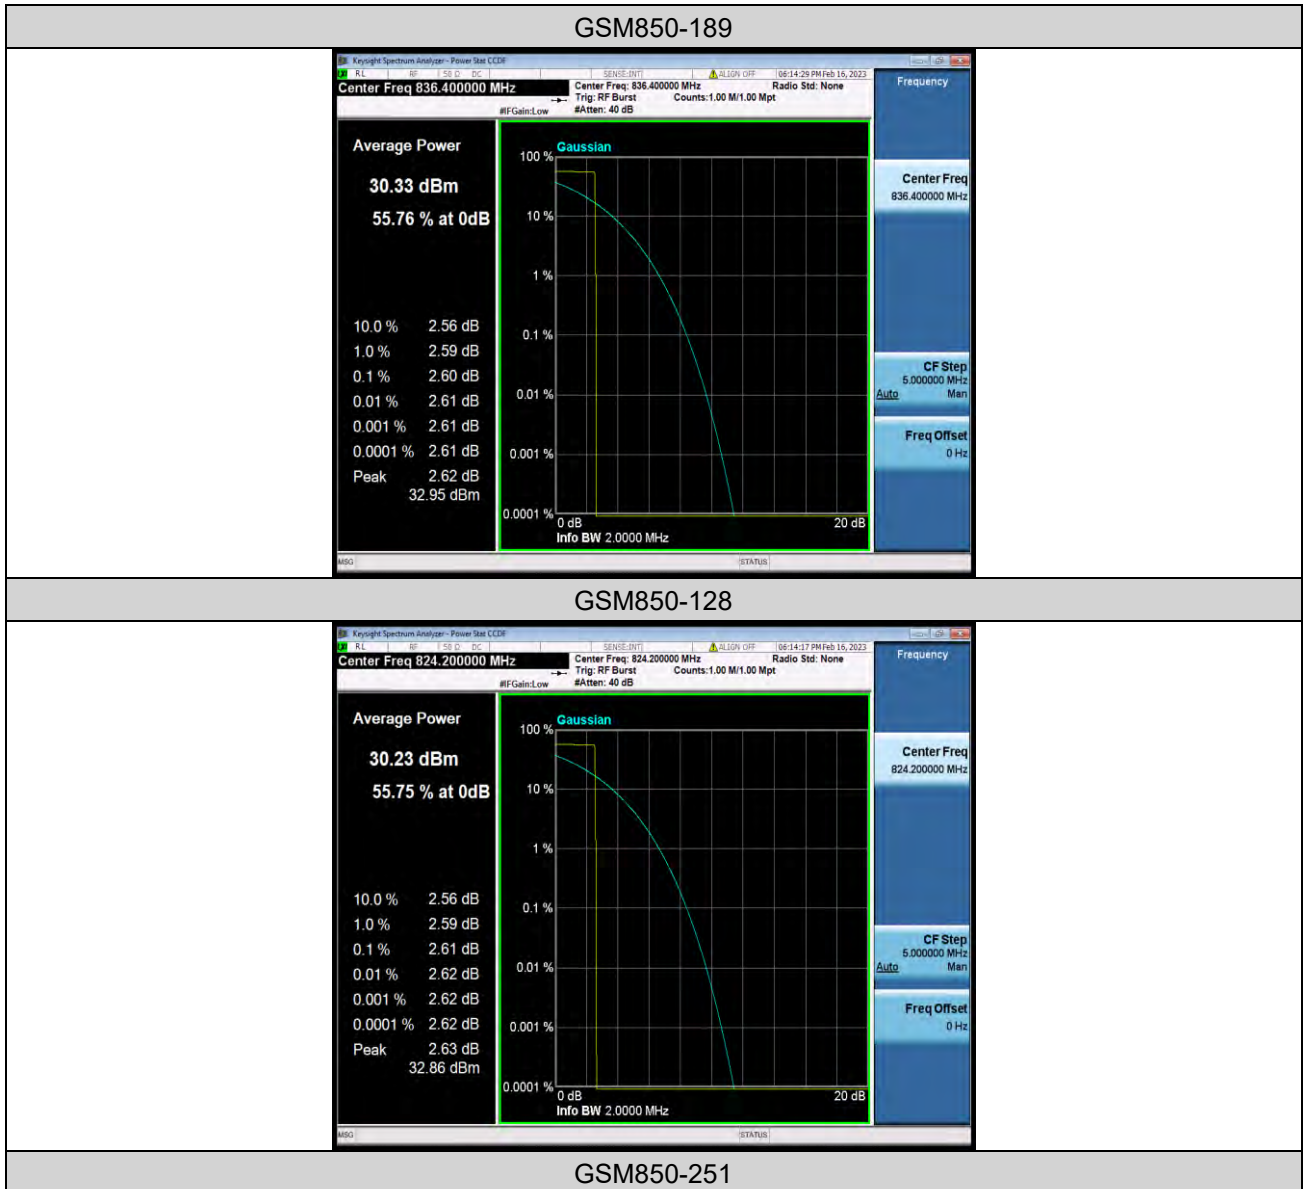 GSM850-189
Keysight Spectrum Analyzer - Power Stat CCDF
RL RF 50 Ω DC SENSE:INT ALIGN OFF 06:14:29 PM Feb 16, 2023
Center Freq 836.400000 MHz
Center Freq: 836.400000 MHz Radio Std: None
Trig: RF Burst Counts:1.00 M/1.00 Mpt
#IFGain:Low #Atten: 40 dB
Frequency
Average Power
30.33 dBm
55.76 % at 0dB
10.0 % 2.56 dB
1.0 % 2.59 dB
0.1 % 2.60 dB
0.01 % 2.61 dB
0.001 % 2.61 dB
0.0001 % 2.61 dB
Peak 2.62 dB
32.95 dBm
Gaussian
100 %
10 %
1 %
0.1 %
0.01 %
0.001 %
0.0001 %
0 dB 20 dB
Info BW 2.0000 MHz
Center Freq
836.400000 MHz
CF Step
5.000000 MHz
Auto Man
Freq Offset
0 Hz
MSG STATUS
GSM850-128
Keysight Spectrum Analyzer - Power Stat CCDF
RL RF 50 Ω DC SENSE:INT ALIGN OFF 06:14:17 PM Feb 16, 2023
Center Freq 824.200000 MHz
Center Freq: 824.200000 MHz Radio Std: None
Trig: RF Burst Counts:1.00 M/1.00 Mpt
#IFGain:Low #Atten: 40 dB
Frequency
Average Power
30.23 dBm
55.75 % at 0dB
10.0 % 2.56 dB
1.0 % 2.59 dB
0.1 % 2.61 dB
0.01 % 2.62 dB
0.001 % 2.62 dB
0.0001 % 2.62 dB
Peak 2.63 dB
32.86 dBm
Gaussian
100 %
10 %
1 %
0.1 %
0.01 %
0.001 %
0.0001 %
0 dB 20 dB
Info BW 2.0000 MHz
Center Freq
824.200000 MHz
CF Step
5.000000 MHz
Auto Man
Freq Offset
0 Hz
MSG STATUS
GSM850-251